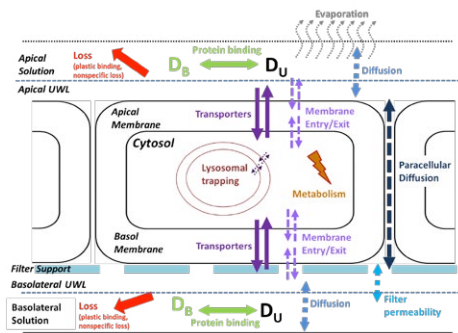 Evaporation
Apical
Solution
Loss
(plastic binding,
nonspecific loss)
Protein binding
DB
DU
Diffusion
Apical UWL
Apical
Membrane
Transporters
Membrane
Entry/Exit
Cytosol
Lysosomal
trapping
Metabolism
Paracellular
Diffusion
Basol
Membrane
Transporters
Membrane
Entry/Exit
Filter Support
Basolateral UWL
Basolateral
Solution
Loss
(plastic binding,
nonspecific loss)
DB
DU
Protein binding
Diffusion
Filter
permeability